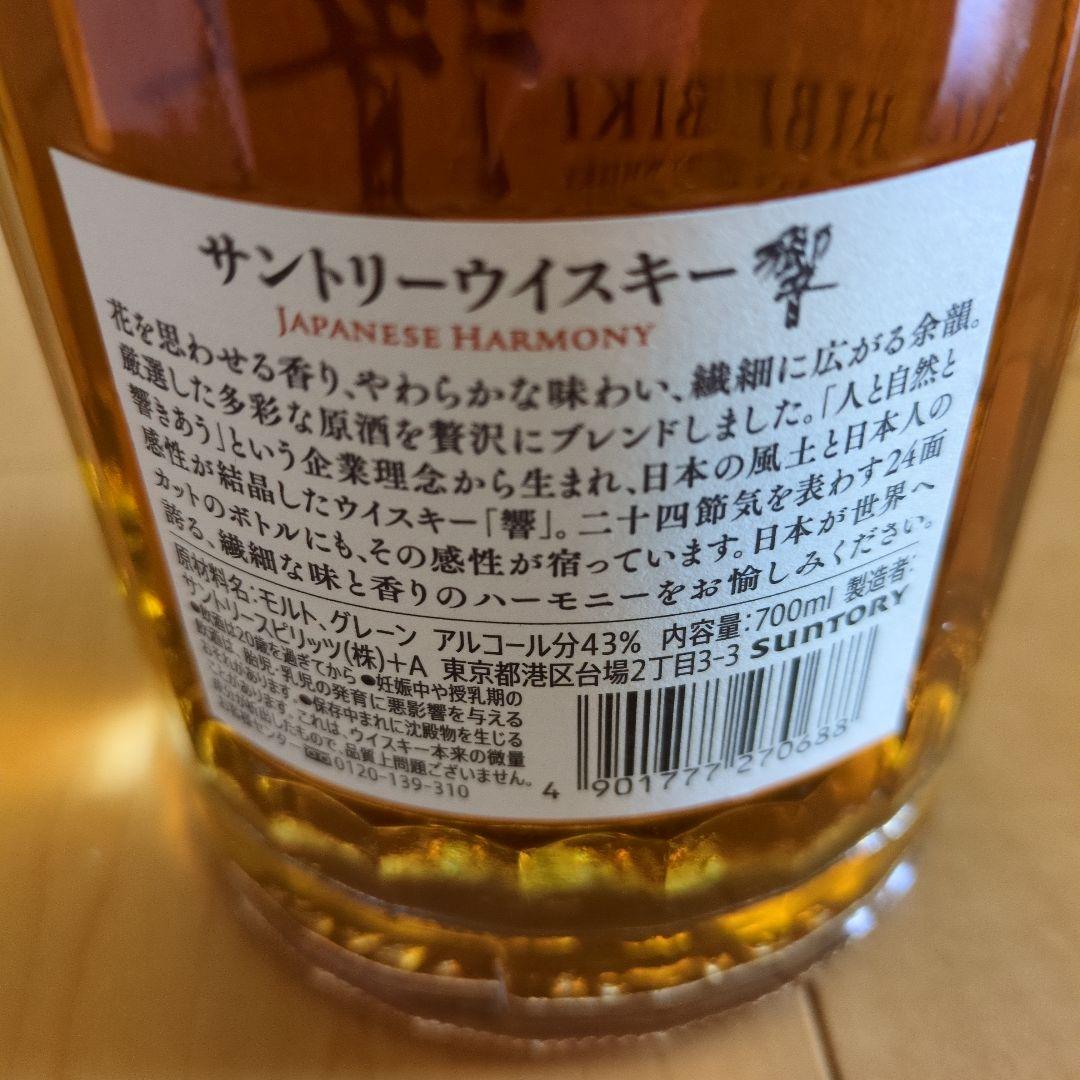 HIBIKI
サントリーウイスキー 響
JAPANESE HARMONY
花を思わせる香り、やわらかな味わい、繊細に広がる余韻。
厳選した多彩な原酒を贅沢にブレンドしました。「人と自然と
響きあう」という企業理念から生まれ、日本の風土と日本人の
感性が結晶したウイスキー「響」。二十四節気を表わす24面
カットのボトルにも、その感性が宿っています。日本が世界へ
誇る、繊細な味と香りのハーモニーをお愉しみください。
原材料名:モルト、グレーン アルコール分43% 内容量:700ml 製造者:
サントリースピリッツ(株)+A 東京都港区台場2丁目3-3 SUNTORY
●飲酒は20歳を過ぎてから ●妊娠中や授乳期の
飲酒は、胎児・乳児の発育に悪影響を与える
おそれがあります。●保存中まれに沈殿物を生じる
ことがあります。これは、ウイスキー本来の微量
成分が析出したもので、品質上問題ございません。
お客様センター 0120-139-310
4 901777 270688